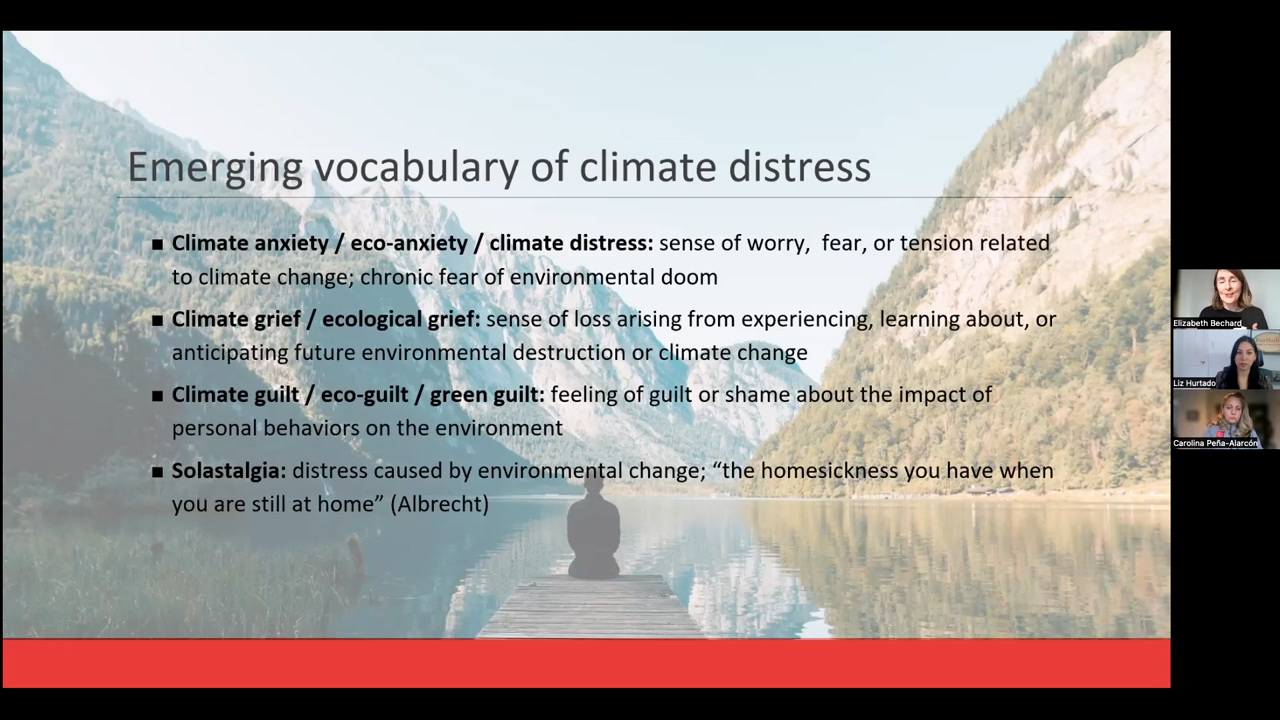 Emerging vocabulary of climate distress
■ Climate anxiety / eco-anxiety / climate distress: sense of worry,  fear, or tension related
to climate change; chronic fear of environmental doom
■ Climate grief / ecological grief: sense of loss arising from experiencing, learning about, or
anticipating future environmental destruction or climate change
■ Climate guilt / eco-guilt / green guilt: feeling of guilt or shame about the impact of
personal behaviors on the environment
■ Solastalgia: distress caused by environmental change; “the homesickness you have when
you are still at home” (Albrecht)
Elizabeth Bechard
Liz Hurtado
Carolina Peña-Alarcón